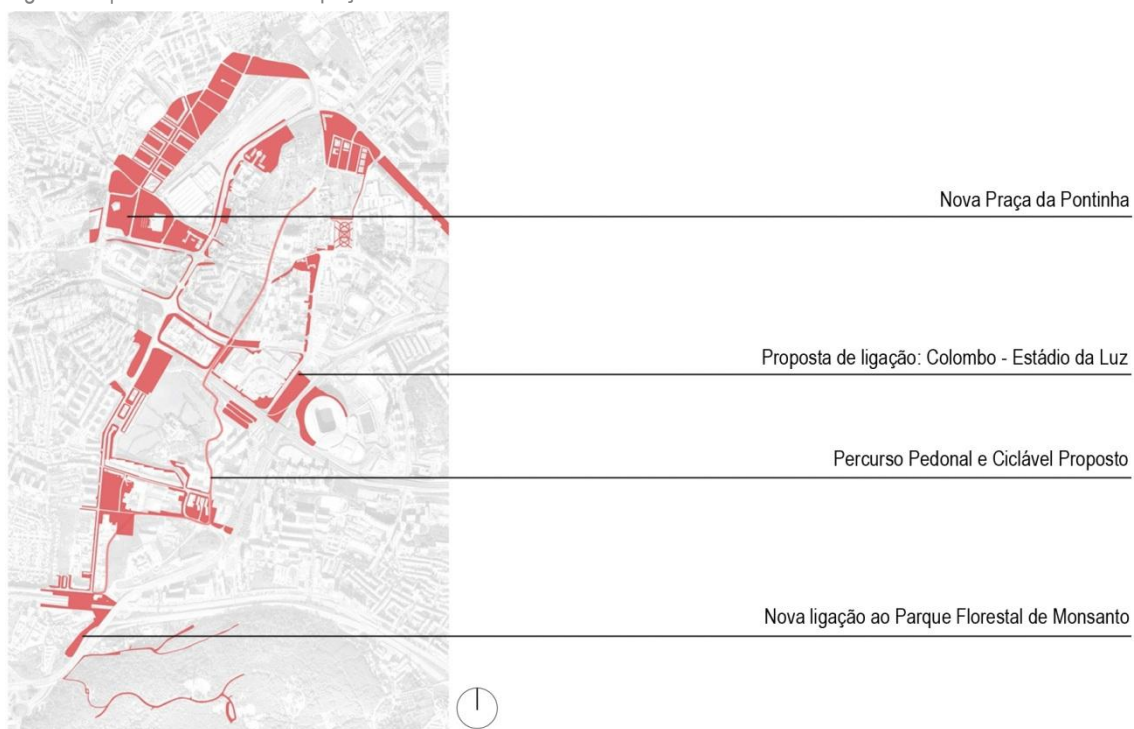 Nova Praça da Pontinha
Proposta de ligação: Colombo - Estádio da Luz
Percurso Pedonal e Ciclável Proposto
Nova ligação ao Parque Florestal de Monsanto